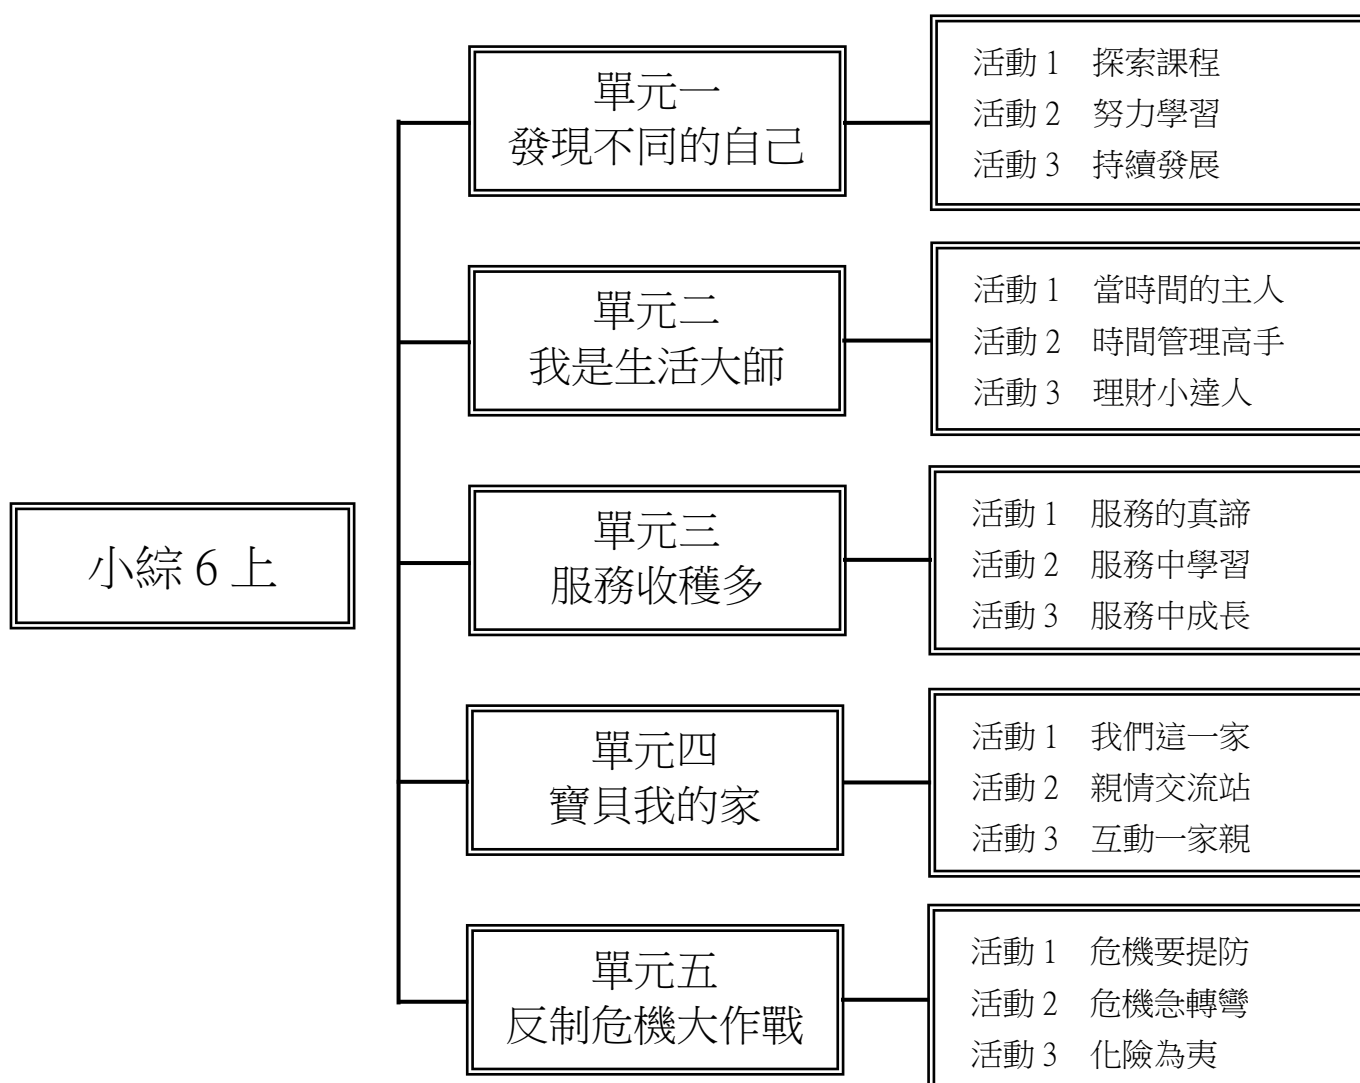 小綜 6 上
單元一
發現不同的自己
活動 1　探索課程
活動 2　努力學習
活動 3　持續發展
單元二
我是生活大師
活動 1　當時間的主人
活動 2　時間管理高手
活動 3　理財小達人
單元三
服務收穫多
活動 1　服務的真諦
活動 2　服務中學習
活動 3　服務中成長
單元四
寶貝我的家
活動 1　我們這一家
活動 2　親情交流站
活動 3　互動一家親
單元五
反制危機大作戰
活動 1　危機要提防
活動 2　危機急轉彎
活動 3　化險為夷